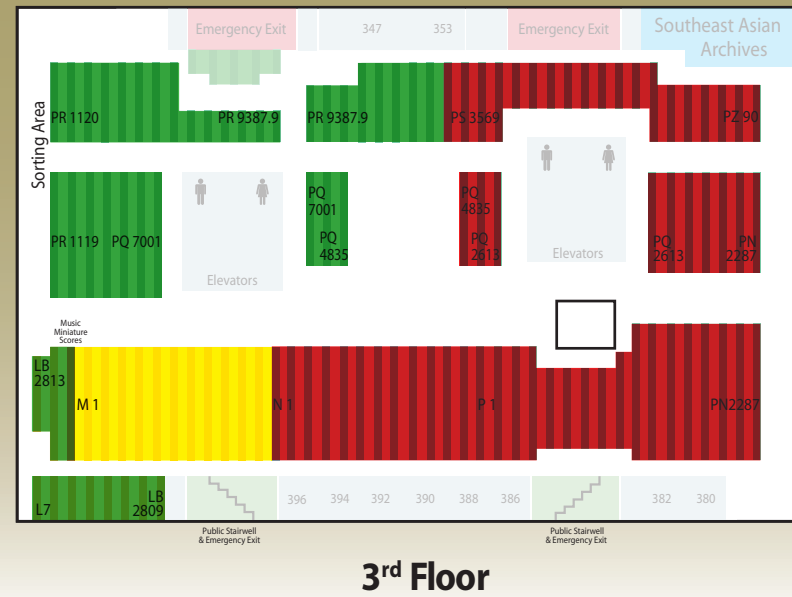 Emergency Exit
347
353
Emergency Exit
Southeast Asian
Archives
Sorting Area
PR 1120
PR 9387.9
PR 9387.9
PS 3569
PZ 90
PR 1119
PQ 7001
Elevators
PQ
7001
PQ
4835
PQ
4835
PQ
2613
Elevators
PQ
2613
PN
2287
Music
Miniature
Scores
LB
2813
M 1
N 1
P 1
PN2287
L7
LB
2809
396
394
392
390
388
386
382
380
Public Stairwell
& Emergency Exit
Public Stairwell
& Emergency Exit
3rd Floor